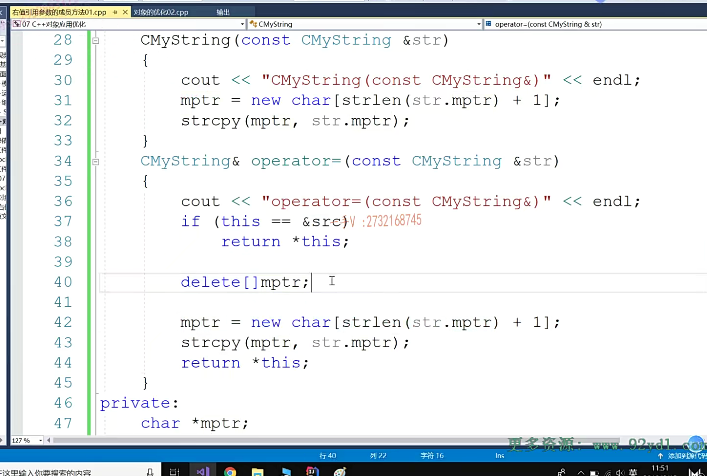 右值引用参数的成员方法01.cpp 对象的优化02.cpp 输出
07 C++对象应用优化 CMyString operator=(const CMyString & str)
28 CMyString(const CMyString &str)
29 {
30 cout << "CMyString(const CMyString&)" << endl;
31 mptr = new char[strlen(str.mptr) + 1];
32 strcpy(mptr, str.mptr);
33 }
34 CMyString& operator=(const CMyString &str)
35 {
36 cout << "operator=(const CMyString&)" << endl;
37 if (this == &src)
V :2732168745
38 return *this;
39
40 delete[]mptr;
41
42 mptr = new char[strlen(str.mptr) + 1];
43 strcpy(mptr, str.mptr);
44 return *this;
45 }
46 private:
47 char *mptr;
更多资源：www.92zdl.com
127 %
行 40 列 22 字符 16 Ins 添加到源代码
在这里输入你要搜索的内容 英 11:51